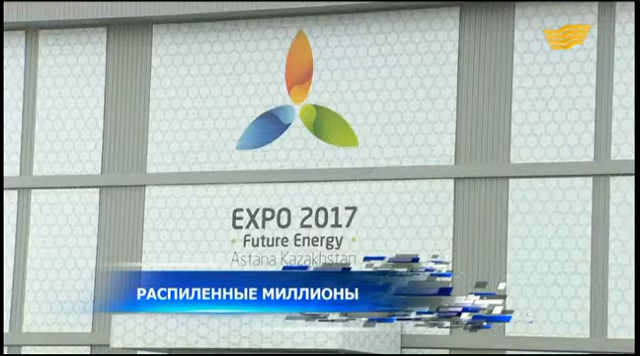 EXPO 2017
Future Energy
Astana Kazakhstan
РАСПИЛЕННЫЕ МИЛЛИОНЫ